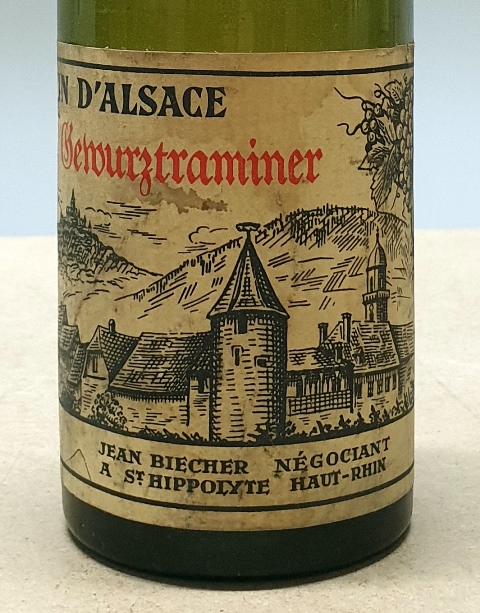 N D'ALSACE
Gewurztraminer
JEAN BIECHER NÉGOCIANT
A ST HIPPOLYTE HAUT-RHIN